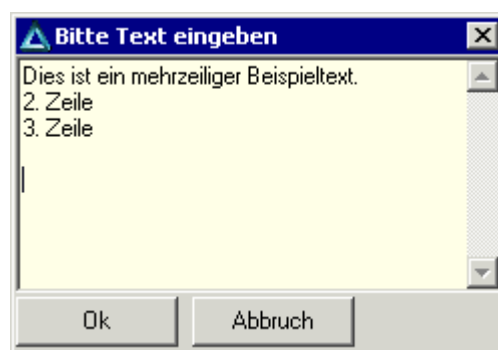 Bitte Text eingeben
Dies ist ein mehrzeiliger Beispieltext.
2. Zeile
3. Zeile
Ok
Abbruch